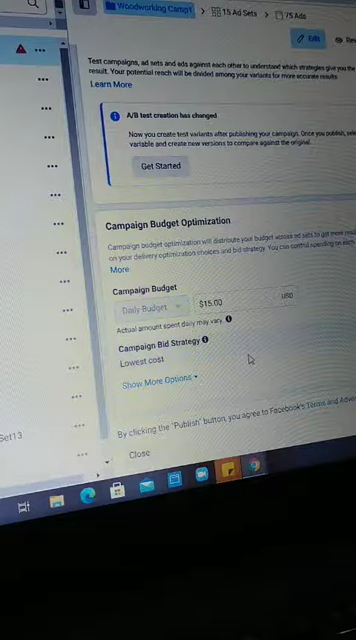 Woodworking Camp1 > 15 Ad Sets > 75 Ads
Edit
Test campaigns, ad sets and ads against each other to understand which strategies give you the
result. Your potential reach will be divided among your variants for more accurate results.
Learn More
A/B test creation has changed
Now you create test variants after publishing your campaign. Once you publish,
variable and create new versions to compare against the original.
Get Started
Campaign Budget Optimization
Campaign budget optimization will distribute your budget across ad sets to get more
on your delivery optimization choices and bid strategy. You can control spending on each
More
Campaign Budget
Daily Budget
$15.00
USD
Actual amount spent daily may vary.
Campaign Bid Strategy
Lowest cost
Show More Options
Set13
By clicking the 'Publish' button, you agree to Facebook's Terms and
Close